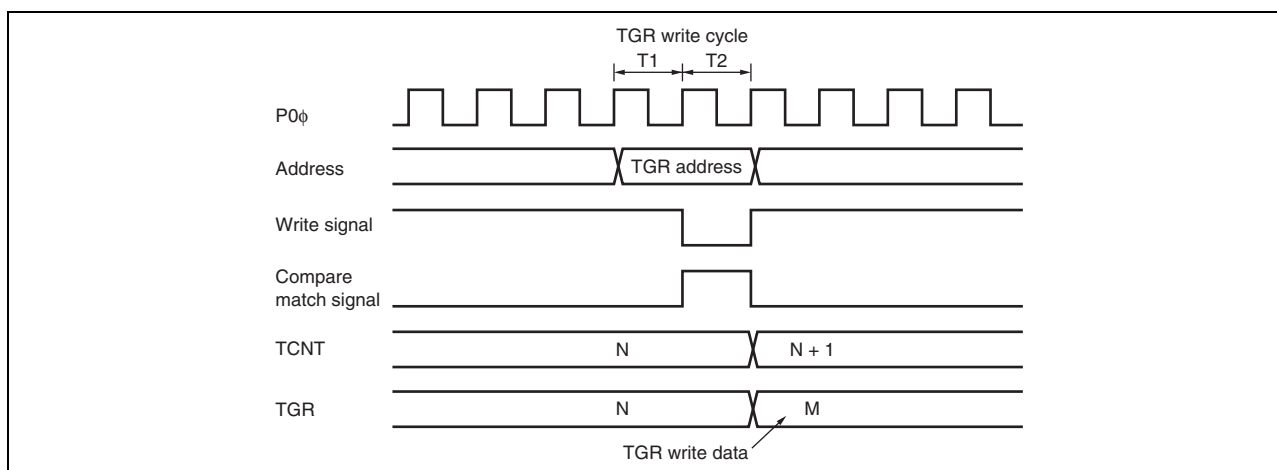 TGR write cycle
T1 T2
P0φ
Address TGR address
Write signal
Compare
match signal
TCNT N N + 1
TGR N M
TGR write data